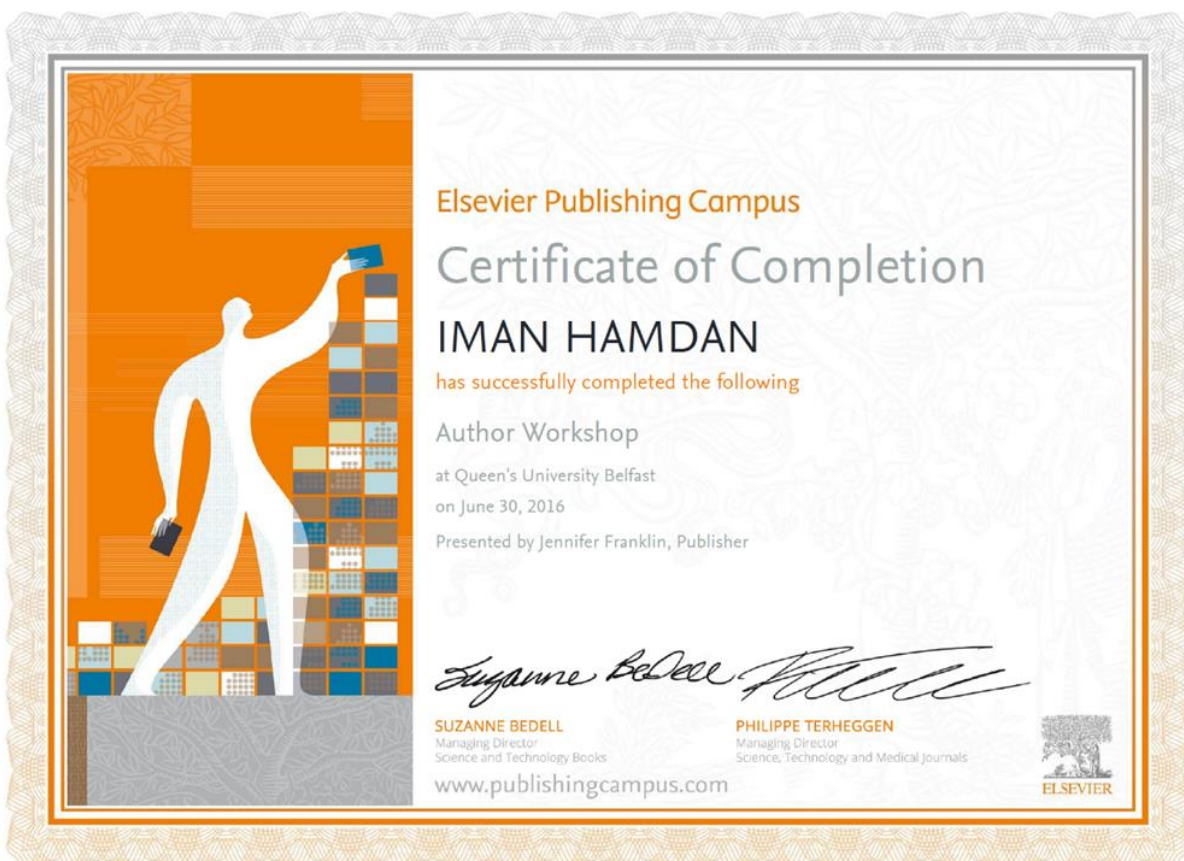 Elsevier Publishing Campus
Certificate of Completion
IMAN HAMDAN
has successfully completed the following
Author Workshop
at Queen's University Belfast
on June 30, 2016
Presented by Jennifer Franklin, Publisher
Suzanne BeDell
SUZANNE BEDELL
Managing Director
Science and Technology Books
PHILIPPE TERHEGGEN
Managing Director
Science, Technology and Medical Journals
www.publishingcampus.com
ELSEVIER